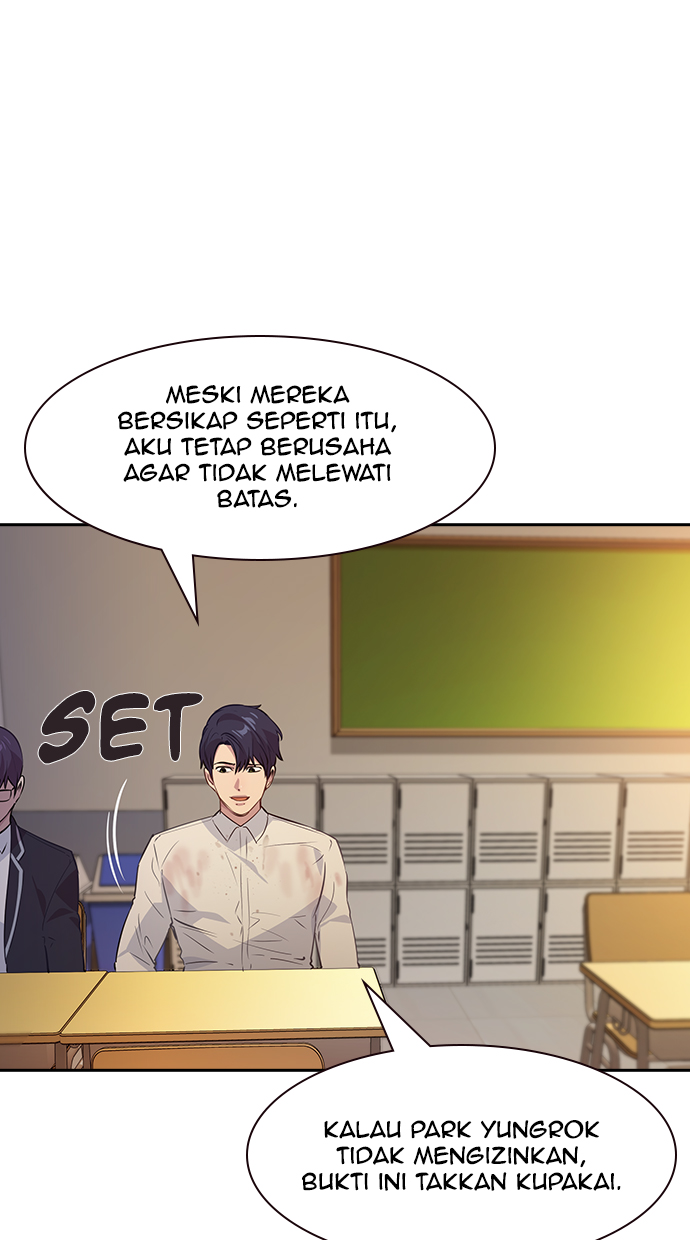 MESKI MEREKA
BERSIKAP SEPERTI ITU,
AKU TETAP BERUSAHA
AGAR TIDAK MELEWATI
BATAS.
SET
KALAU PARK YUNGROK
TIDAK MENGIZINKAN,
BUKTI INI TAKKAN KUPAKAI.